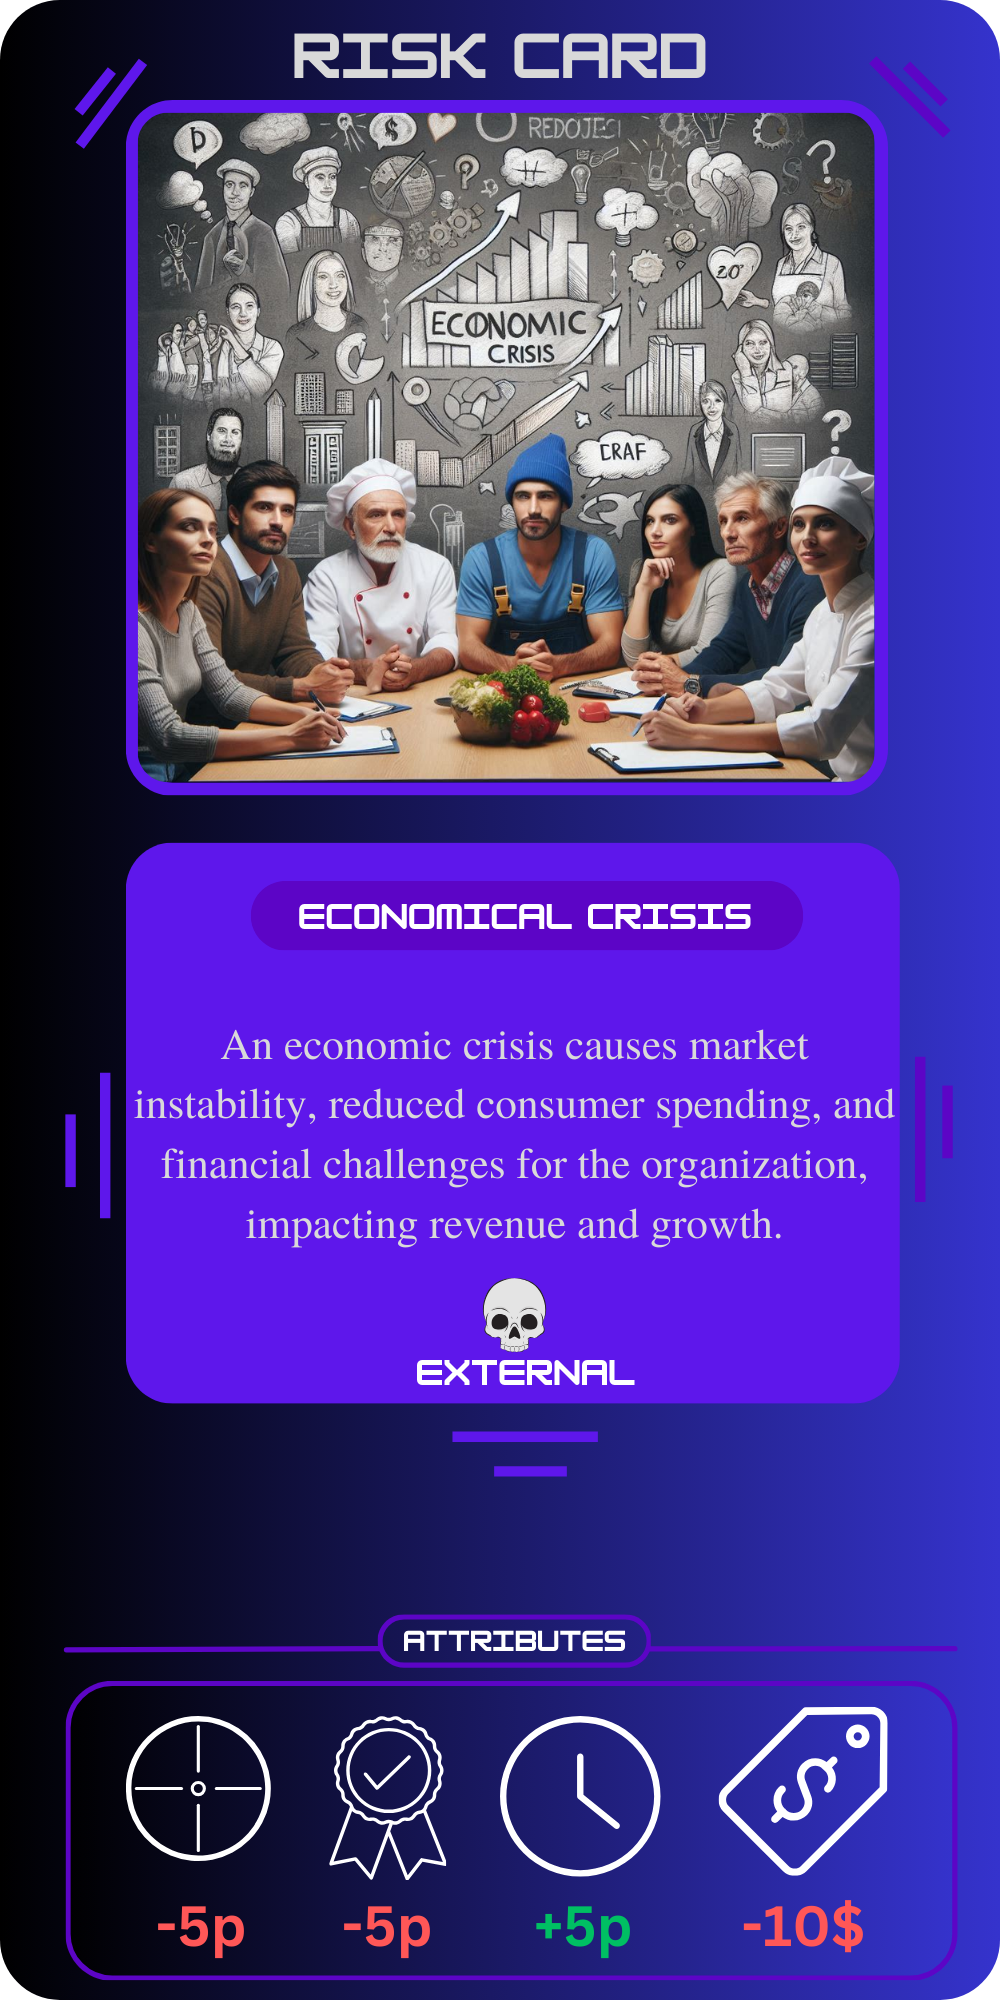 RISK CARD
REDOJECI
$
20
ECONOMIC
CRISIS
CRAF
ECONOMICAL CRISIS
An economic crisis causes market
instability, reduced consumer spending, and
financial challenges for the organization,
impacting revenue and growth.
EXTERNAL
ATTRIBUTES
$
-5p -5p +5p -10$